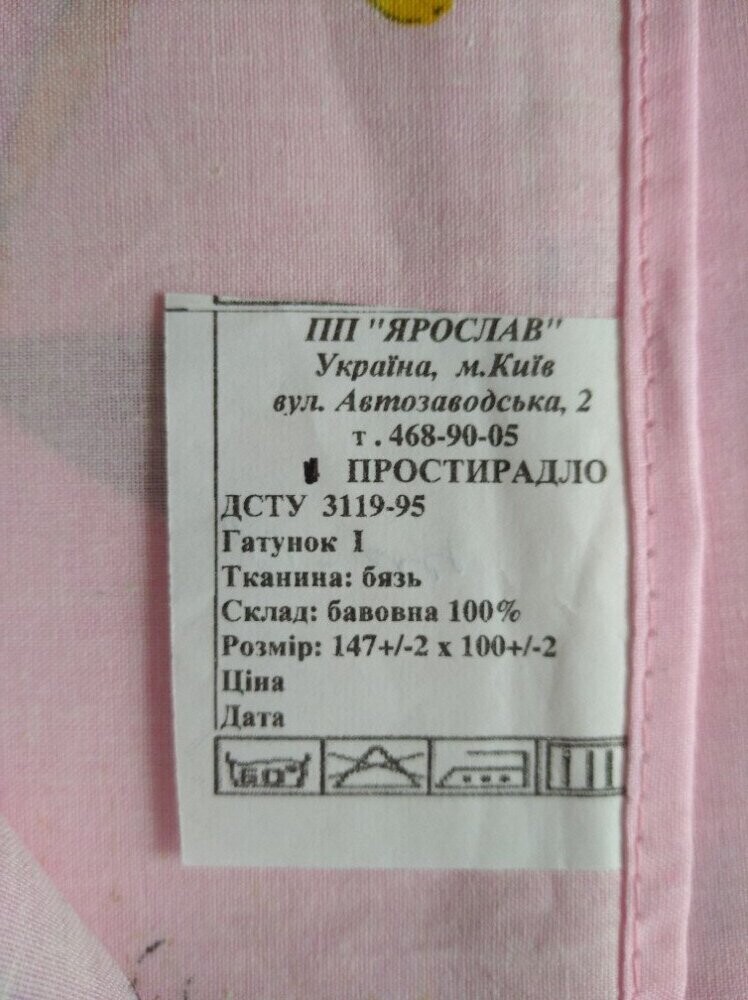 ПП "ЯРОСЛАВ"
Україна, м.Київ
вул. Автозаводська, 2
т . 468-90-05
ПРОСТИРАДЛО
ДСТУ 3119-95
Гатунок І
Тканина: бязь
Склад: бавовна 100%
Розмір: 147+/-2 х 100+/-2
Ціна
Дата
60°